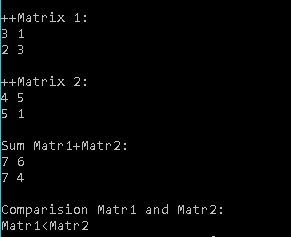 ++Matrix 1:
3 1
2 3
++Matrix 2:
4 5
5 1
Sum Matr1+Matr2:
7 6
7 4
Comparision Matr1 and Matr2:
Matr1<Matr2